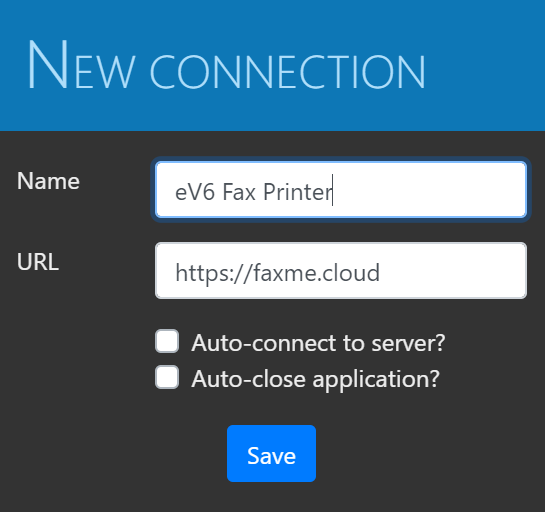 New connection
Name
eV6 Fax Printer
URL
https://faxme.cloud
Auto-connect to server?
Auto-close application?
Save